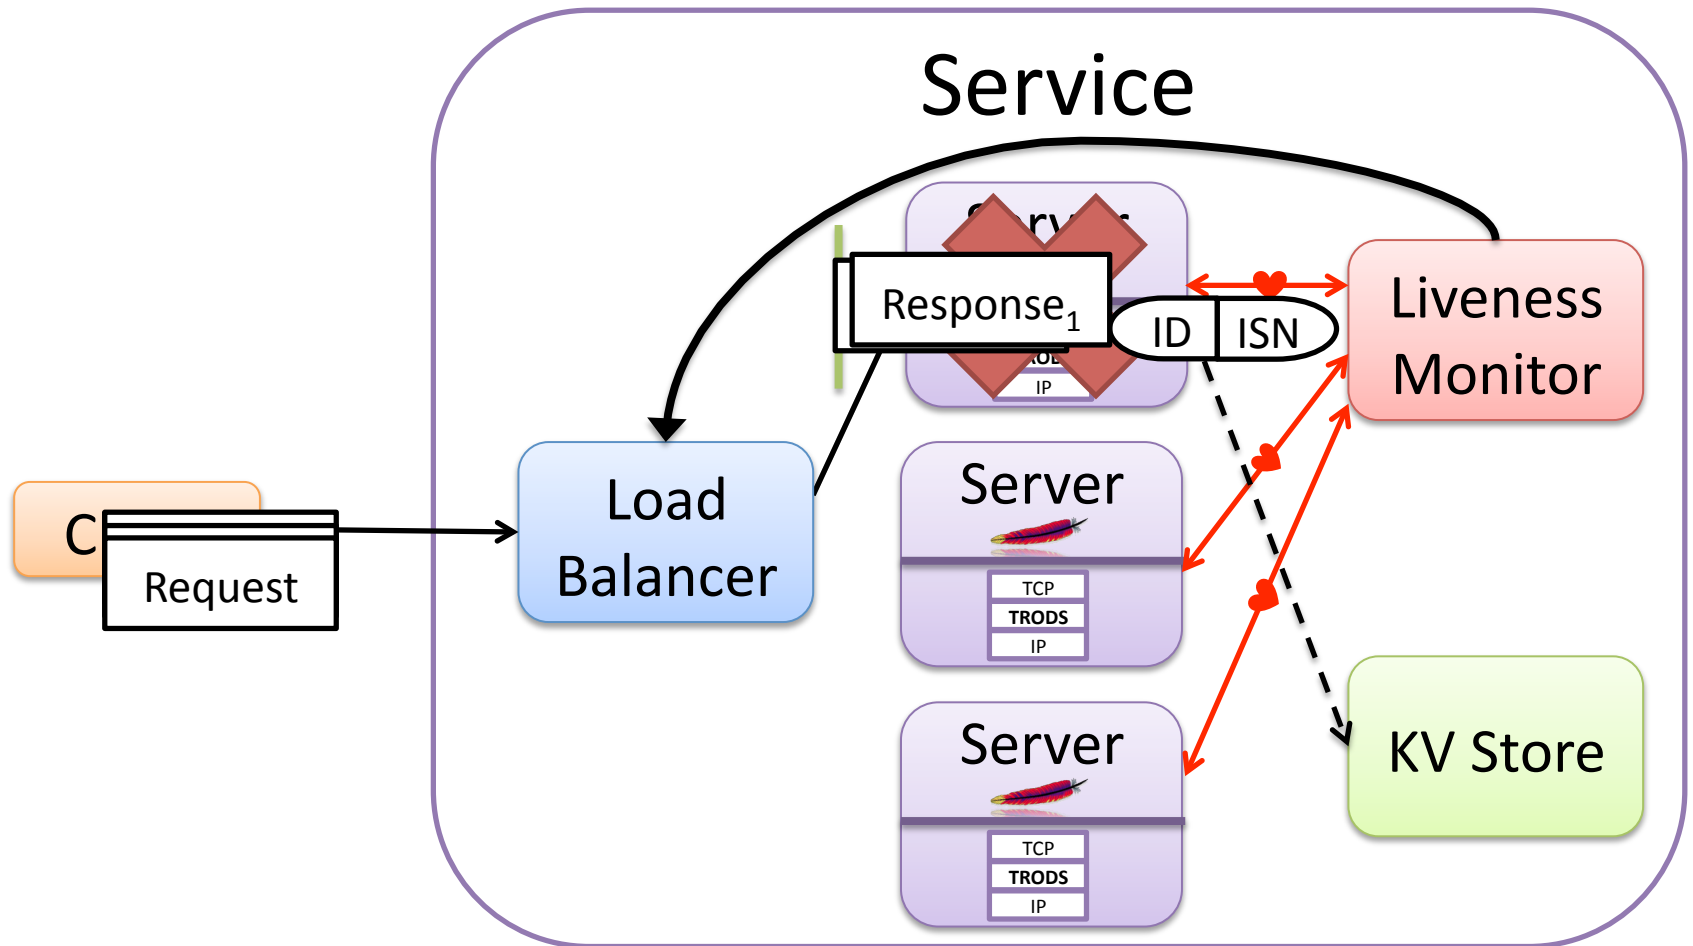 Service
Response1
ID
ISN
IP
Liveness
Monitor
Load
Balancer
C
Request
Server
TCP
TRODS
IP
KV Store
Server
TCP
TRODS
IP